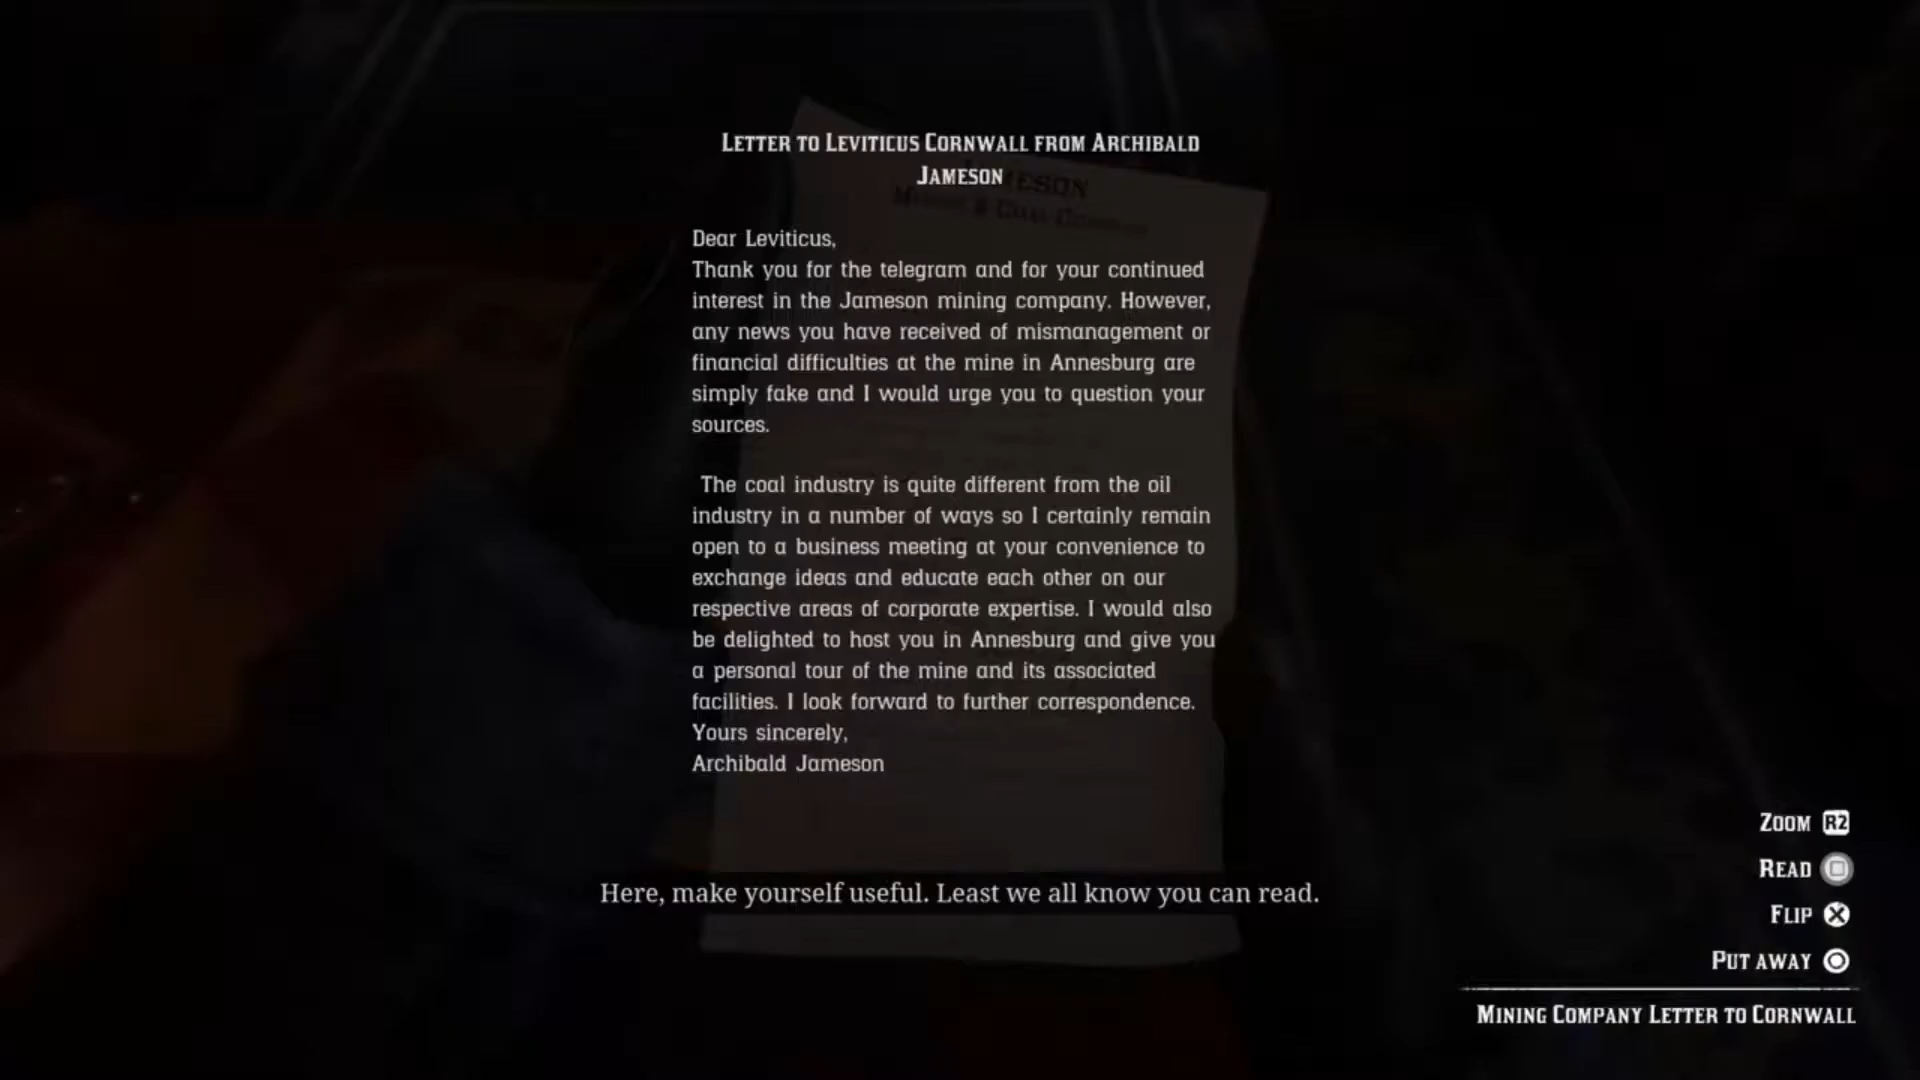 LETTER TO LEVITICUS CORNWALL FROM ARCHIBALD
JAMESON
Dear Leviticus,
Thank you for the telegram and for your continued
interest in the Jameson mining company. However,
any news you have received of mismanagement or
financial difficulties at the mine in Annesburg are
simply fake and I would urge you to question your
sources.
The coal industry is quite different from the oil
industry in a number of ways so I certainly remain
open to a business meeting at your convenience to
exchange ideas and educate each other on our
respective areas of corporate expertise. I would also
be delighted to host you in Annesburg and give you
a personal tour of the mine and its associated
facilities. I look forward to further correspondence.
Yours sincerely,
Archibald Jameson
Here, make yourself useful. Least we all know you can read.
ZOOM R2
READ
FLIP
PUT AWAY
MINING COMPANY LETTER TO CORNWALL